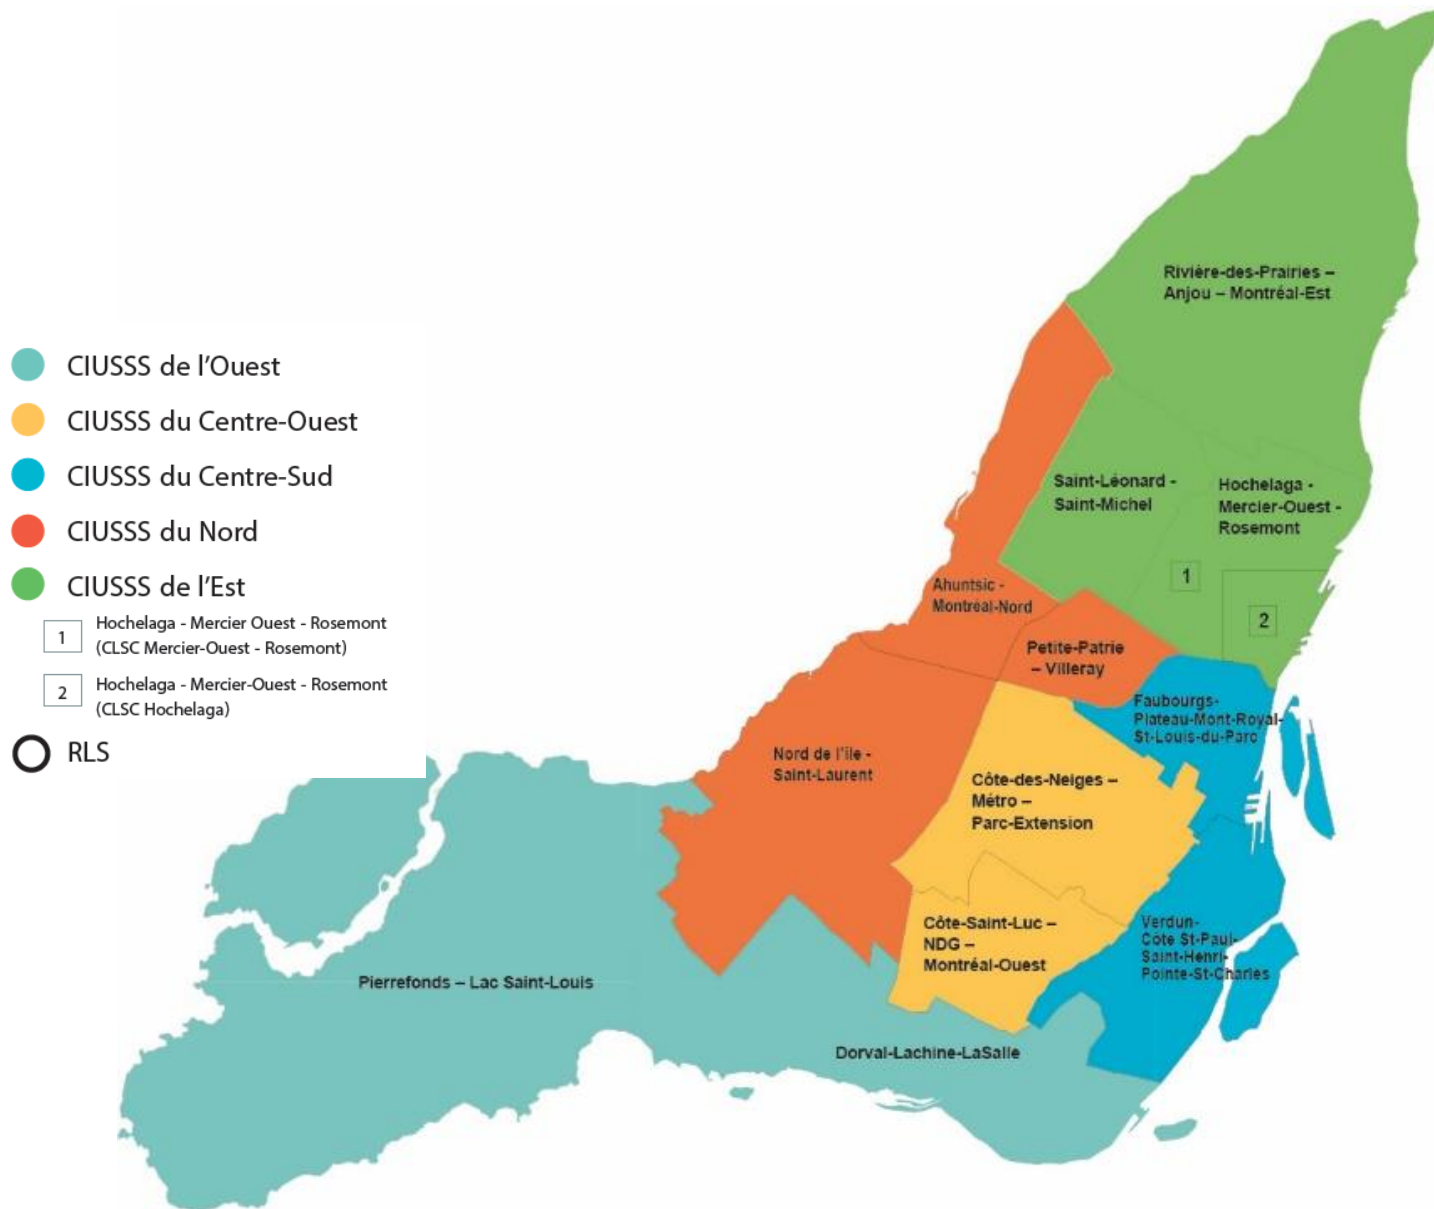 CIUSSS de l'Ouest
CIUSSS du Centre-Ouest
CIUSSS du Centre-Sud
CIUSSS du Nord
CIUSSS de l'Est
1
Hochelaga - Mercier Ouest - Rosemont
(CLSC Mercier-Ouest - Rosemont)
2
Hochelaga - Mercier-Ouest - Rosemont
(CLSC Hochelaga)
RLS
Rivière-des-Prairies –
Anjou – Montréal-Est
Saint-Léonard -
Saint-Michel
Hochelaga -
Mercier-Ouest -
Rosemont
1
2
Ahuntsic -
Montréal-Nord
Petite-Patrie
– Villeray
Faubourgs-
Plateau-Mont-Royal-
St-Louis-du-Parc
Nord de l'île -
Saint-Laurent
Côte-des-Neiges –
Métro –
Parc-Extension
Côte-Saint-Luc –
NDG –
Montréal-Ouest
Verdun-
Côte St-Paul-
Saint-Henri-
Pointe-St-Charles
Pierrefonds – Lac Saint-Louis
Dorval-Lachine-LaSalle